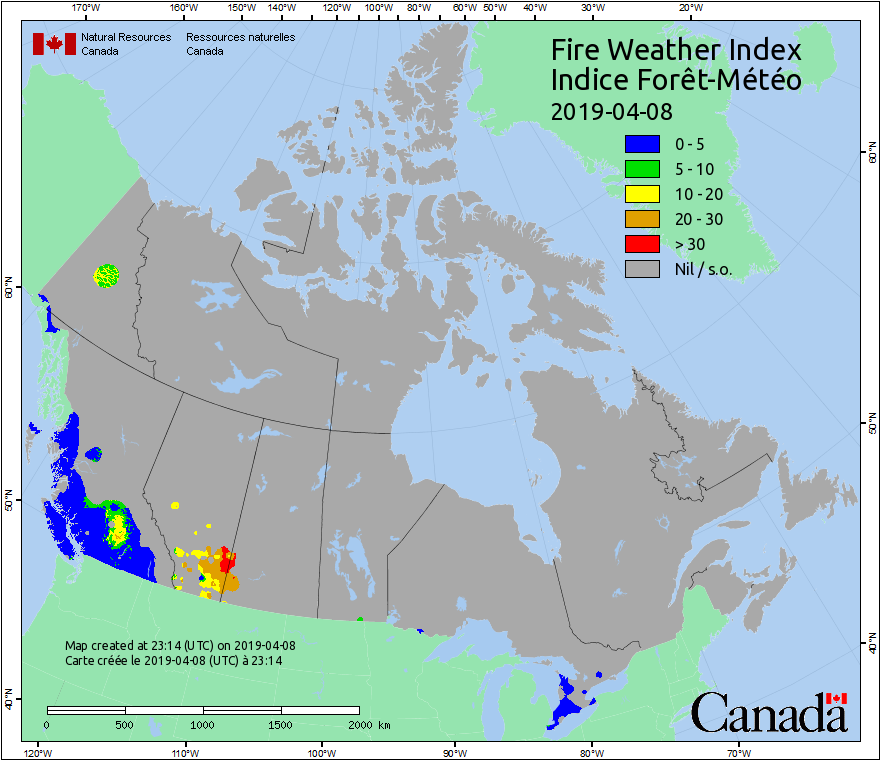 170°W 160°W 150°W 140°W 130°W 120°W 110°W 100°W 90°W 80°W 60°W 50°W 40°W 30°W 20°W
Natural Resources Ressources naturelles
Canada Canada
Fire Weather Index
Indice Forêt-Météo
2019-04-08
0 - 5
5 - 10
10 - 20
20 - 30
> 30
Nil / s.o.
60°N
60°N
50°N
50°N
40°N
40°N
Map created at 23:14 (UTC) on 2019-04-08
Carte créée le 2019-04-08 (UTC) à 23:14
0 500 1000 1500 2000 km
Canada
120°W 110°W 100°W 90°W 80°W 70°W